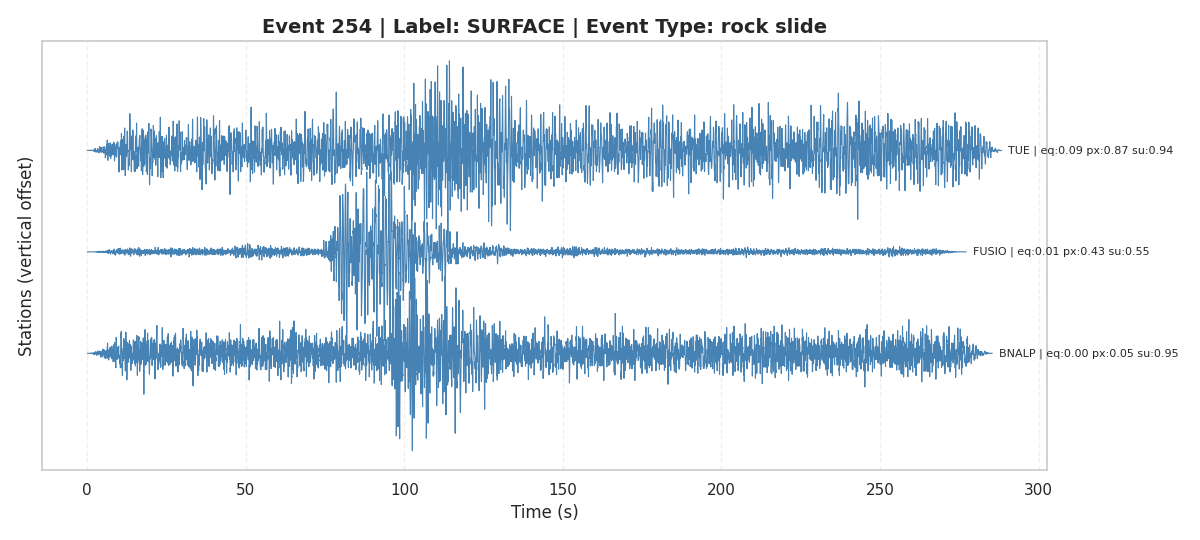 Event 254 | Label: SURFACE | Event Type: rock slide
Stations (vertical offset)
TUE | eq:0.09 px:0.87 su:0.94
FUSIO | eq:0.01 px:0.43 su:0.55
BNALP | eq:0.00 px:0.05 su:0.95
0 50 100 150 200 250 300
Time (s)